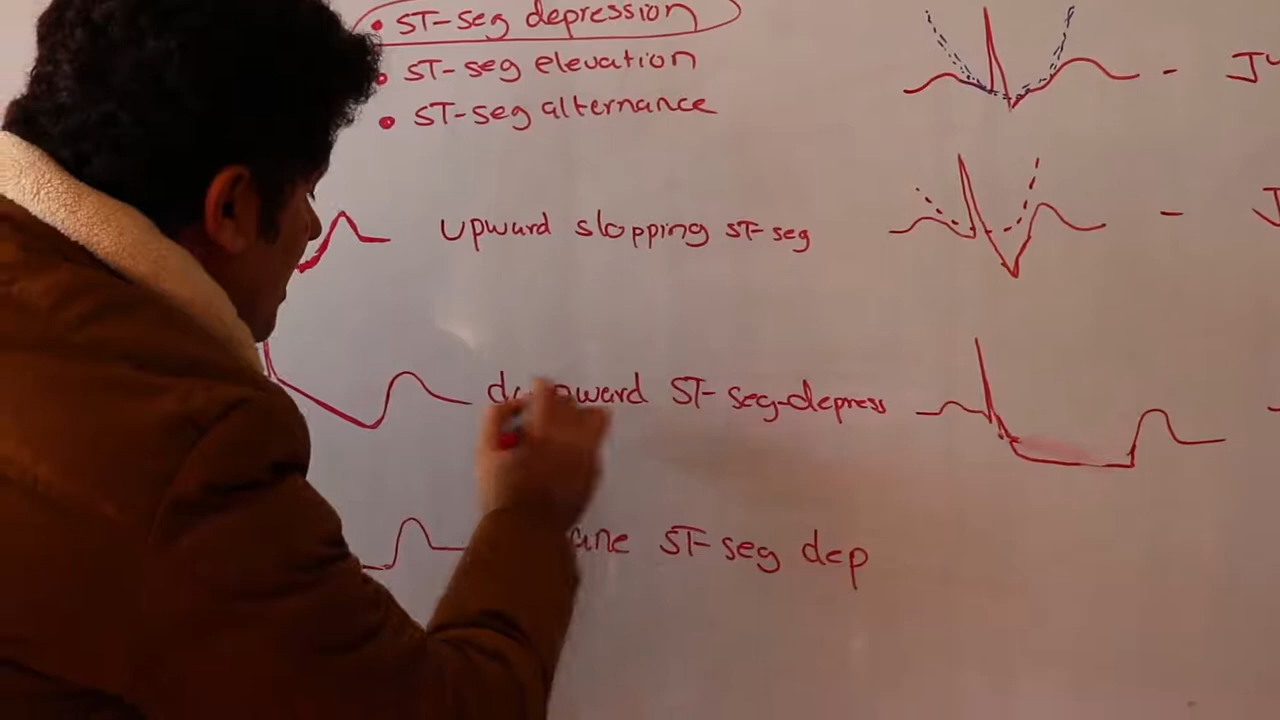 • ST-seg depression
• ST-seg elevation
• ST-seg alternance
upward slopping ST-seg
ST-seg-depress
ST-seg dep